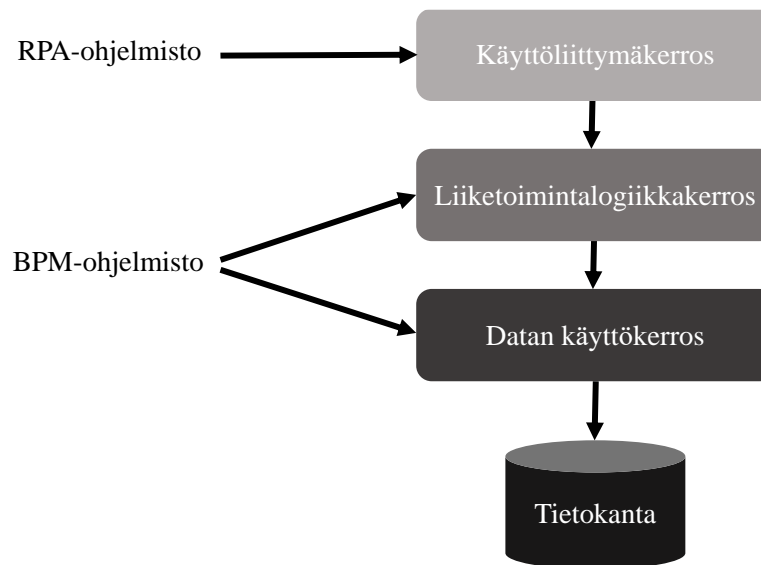 RPA-ohjelmisto
Käyttöliittymäkerros
Liiketoimintalogiikkakerros
BPM-ohjelmisto
Datan käyttökerros
Tietokanta